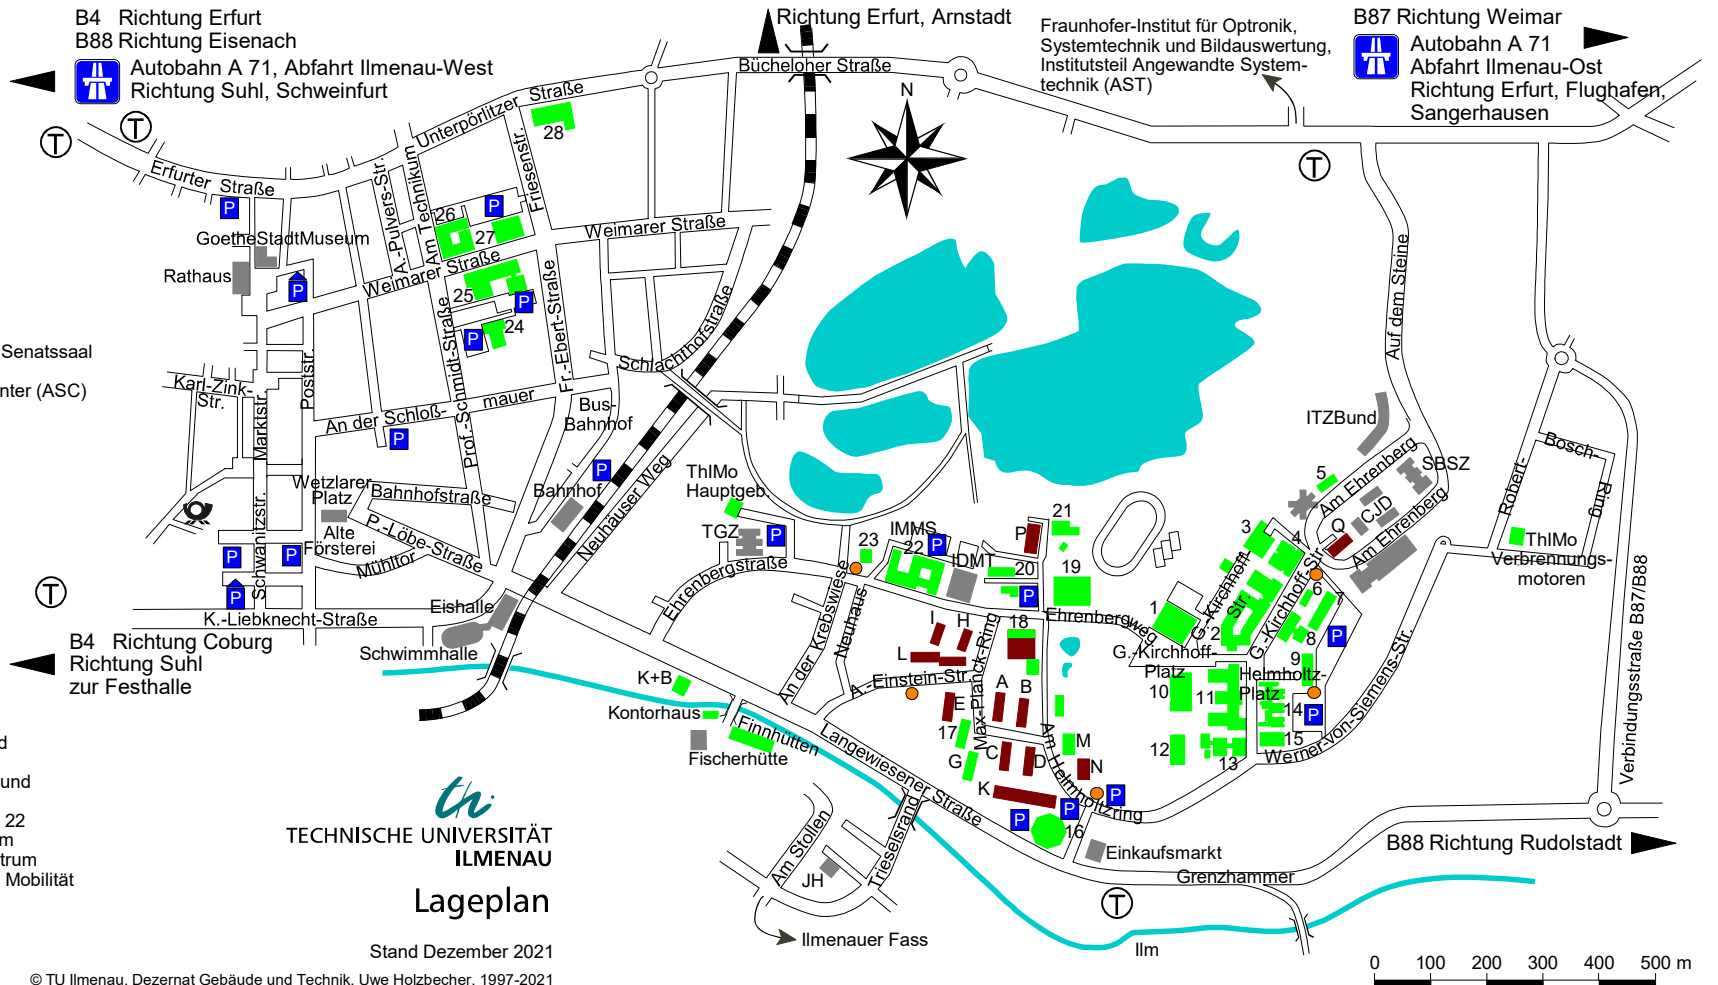 B4 Richtung Erfurt
B88 Richtung Eisenach
Autobahn A 71, Abfahrt Ilmenau-West
Richtung Suhl, Schweinfurt
Richtung Erfurt, Arnstadt
Bücheloher Straße
Fraunhofer-Institut für Optronik,
Systemtechnik und Bildauswertung,
Institutsteil Angewandte System-
technik (AST)
B87 Richtung Weimar
Autobahn A 71
Abfahrt Ilmenau-Ost
Richtung Erfurt, Flughafen,
Sangerhausen
N
T
T
T
Unterpörlitzer Straße
28
Erfurter Straße
P
A.-Pulvers-Str.
Am Technikum
Friesenstr.
P
26
27
Weimarer Straße
Weimarer Straße
GoetheStadtMuseum
Rathaus
P
25
P
24
P
Prof.-Schmidt-Straße
Fr.-Ebert-Straße
Schlachthofstraße
Auf dem Steine
Senatssaal
nter (ASC)
Karl-Zink-
Str.
Poststr.
Marktstr.
An der Schloß-
mauer
P
Bus-
Bahnhof
P
Bahnhof
Neuhauser Weg
Wetzlarer
Platz
Bahnhofstraße
Alte
Försterei
P.-Löbe-Straße
Mühltor
Schwanitzstr.
P
P
P
K.-Liebknecht-Straße
T
Eishalle
Schwimmhalle
B4 Richtung Coburg
Richtung Suhl
zur Festhalle
ThIMo
Hauptgeb.
TGZ
P
Ehrenbergstraße
23
IMMS
22
P
IDMT
P
21
20
19
P
Ehrenbergweg
An der Krebswiese
Neuhaus.
I
H
L
18
A.-Einstein-Str.
Max-Planck-Ring
A
B
E
17
G
C
D
K
M
N
Am Helmholtzring
P
P
P
16
ITZBund
5
Am Ehrenberg
SBSZ
CJD
Q
Am Ehrenberg
3
4
G.-Kirchhoff-
Str.
G.-Kirchhoff-Str.
1
2
6
7
8
P
9
G.-Kirchhoff-
Platz
Helmholtz-
Platz
10
11
14
P
15
12
13
Werner-von-Siemens-Str.
Robert-
Bosch-
Ring
ThIMo
Verbrennungs-
motoren
Verbindungsstraße B87/B88
K+B
Kontorhaus
Fischerhütte
Finnhütten
Langewiesener Straße
Am Stollen
Trieselsrand
JH
Ilmenauer Fass
Einkaufsmarkt
Grenzhammer
T
Ilm
B88 Richtung Rudolstadt
d
und
22
m
trum
Mobilität
th
TECHNISCHE UNIVERSITÄT
ILMENAU
Lageplan
Stand Dezember 2021
© TU Ilmenau, Dezernat Gebäude und Technik, Uwe Holzbecher, 1997-2021
0 100 200 300 400 500 m